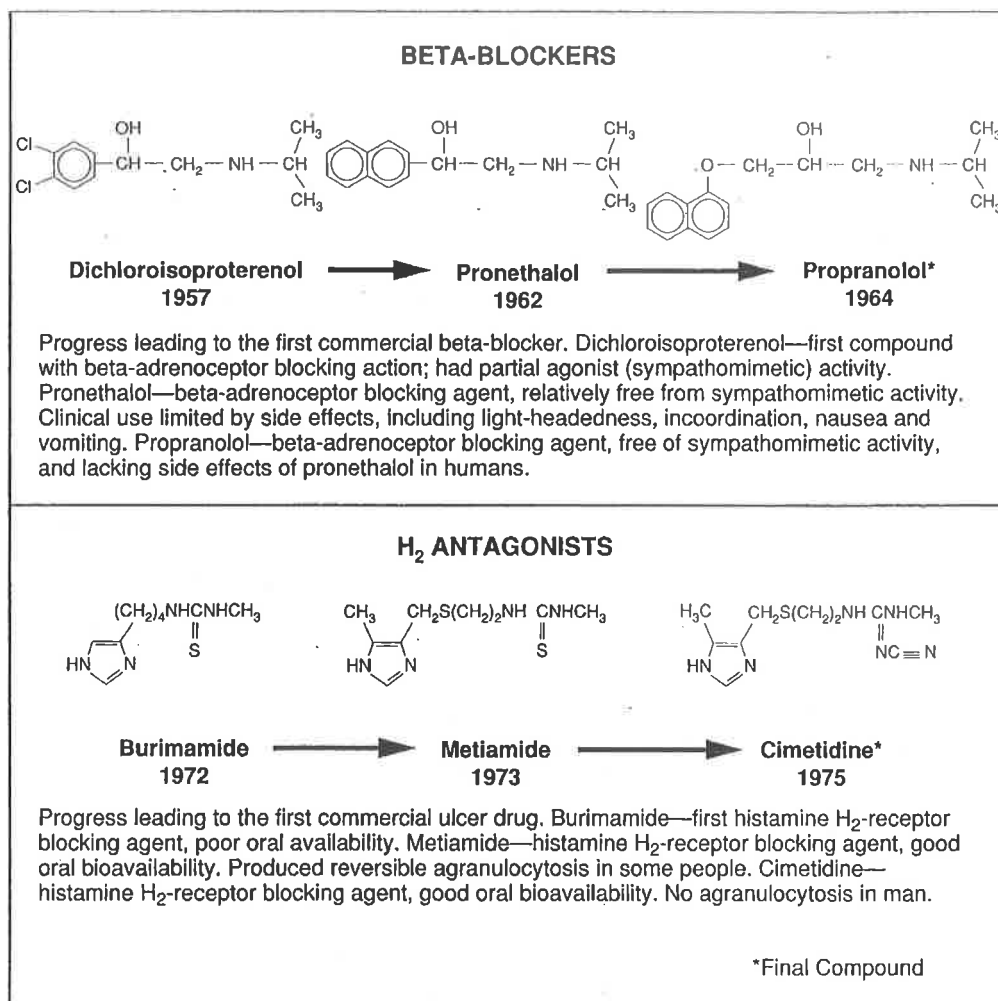 BETA-BLOCKERS
OH
CH₃
OH
CH₃
OH
CH₃
Cl
Cl
CH—CH₂—NH—CH
CH—CH₂—NH—CH
O—CH₂—CH—CH₂—NH—CH
CH₃
CH₃
CH₃
Dichloroisoproterenol
1957
Pronethalol
1962
Propranolol*
1964
Progress leading to the first commercial beta-blocker. Dichloroisoproterenol—first compound
with beta-adrenoceptor blocking action; had partial agonist (sympathomimetic) activity.
Pronethalol—beta-adrenoceptor blocking agent, relatively free from sympathomimetic activity.
Clinical use limited by side effects, including light-headedness, incoordination, nausea and
vomiting. Propranolol—beta-adrenoceptor blocking agent, free of sympathomimetic activity,
and lacking side effects of pronethalol in humans.
H₂ ANTAGONISTS
(CH₂)₄NHCNHCH₃
S
HN N
CH₃ CH₂S(CH₂)₂NH CNHCH₃
S
HN N
H₃C CH₂S(CH₂)₂NH CNHCH₃
NC≡N
HN N
Burimamide
1972
Metiamide
1973
Cimetidine*
1975
Progress leading to the first commercial ulcer drug. Burimamide—first histamine H₂-receptor
blocking agent, poor oral availability. Metiamide—histamine H₂-receptor blocking agent, good
oral bioavailability. Produced reversible agranulocytosis in some people. Cimetidine—
histamine H₂-receptor blocking agent, good oral bioavailability. No agranulocytosis in man.
*Final Compound